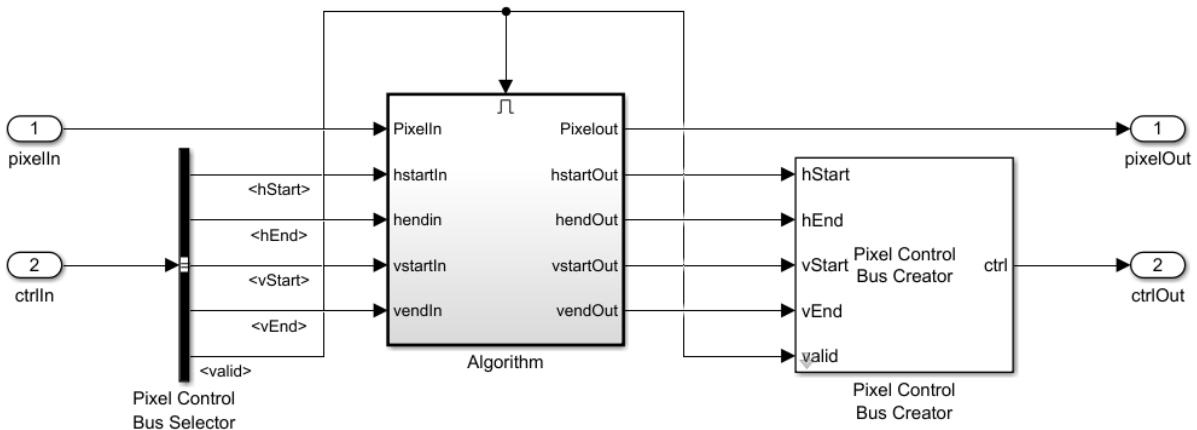 1
pixelIn
2
ctrlIn
<hStart>
<hEnd>
<vStart>
<vEnd>
<valid>
Pixel Control
Bus Selector
PixelIn
hstartIn
hendin
vstartIn
vendIn
Pixelout
hstartOut
hendOut
vstartOut
vendOut
Algorithm
hStart
hEnd
vStart
vEnd
valid
Pixel Control
Bus Creator
ctrl
Pixel Control
Bus Creator
1
pixelOut
2
ctrlOut